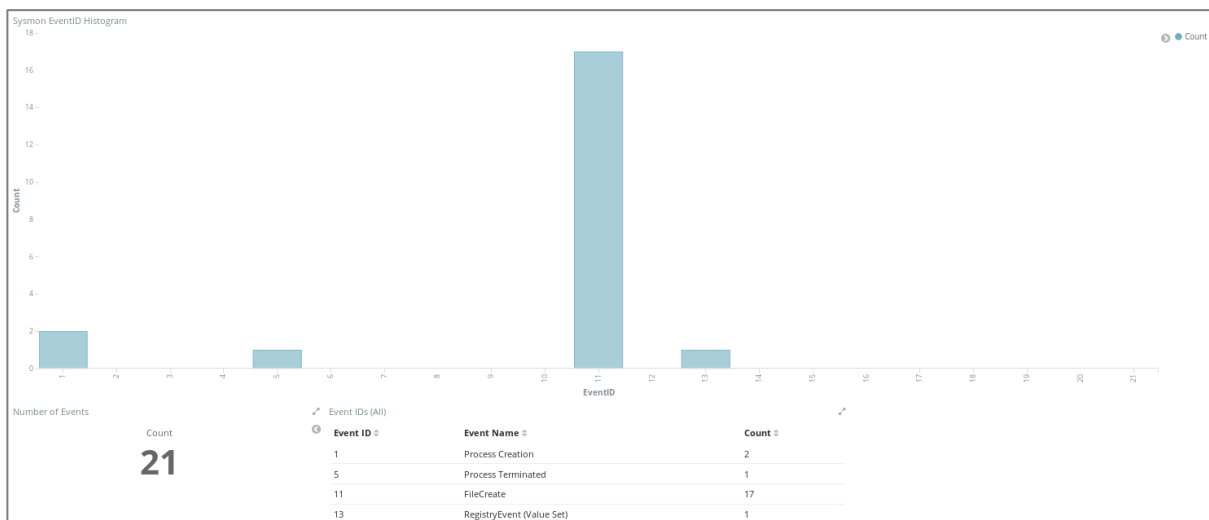 Sysmon EventID Histogram
Count
18
16
14
12
10
8
6
4
2
0
Count
1 2 3 4 5 6 7 8 9 10 11 12 13 14 15 16 17 18 19 20 21
EventID
Number of Events
Count
21
Event IDs (All)
Event ID Event Name Count
1 Process Creation 2
5 Process Terminated 1
11 FileCreate 17
13 RegistryEvent (Value Set) 1